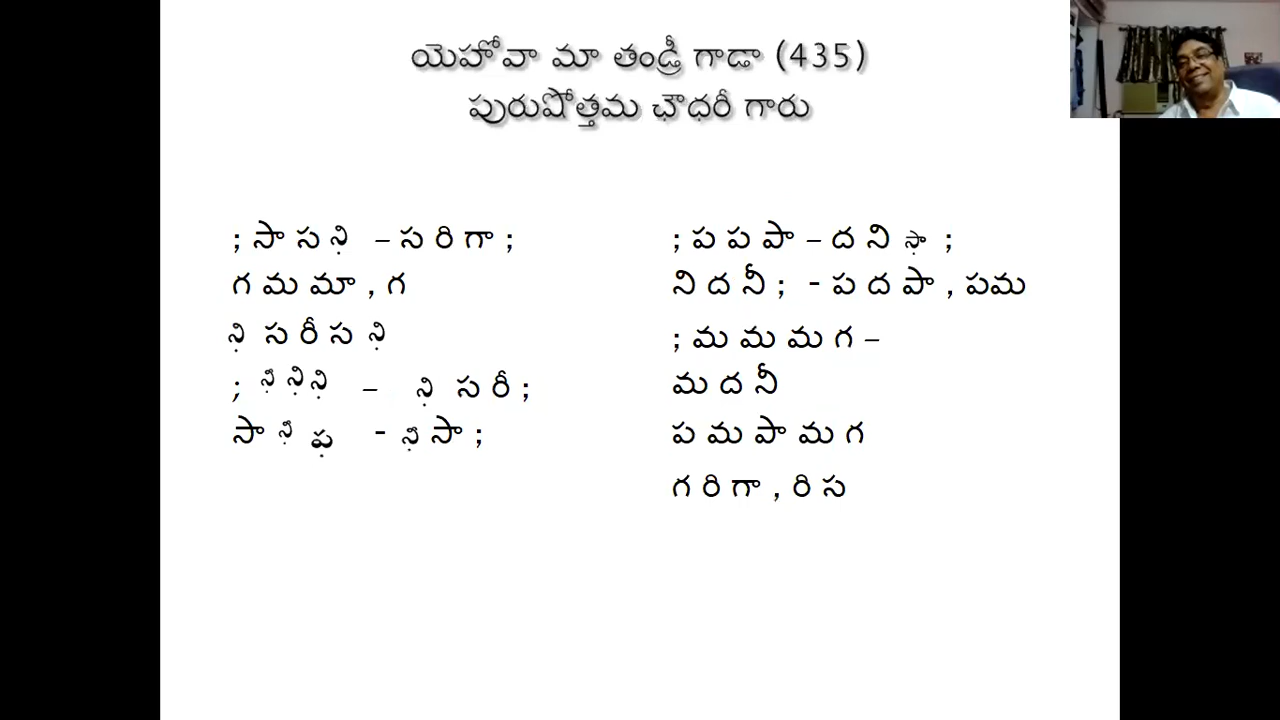 యెహోవా మా తండ్రీ గాడా (435)
పురుషోత్తమ ఛౌధరీ గారు
; సా స ని̣ – స రి గా ;
గ మ మా , గ
ని̣ స రీ స ని̣
; ని̣ ని̣ ని̣ – ని̣ స రీ ;
సా ని̣ ప̣ - ని̣ సా ;
; ప ప పా – ద ని సా̣ ;
ని ద నీ ; - ప ద పా , పమ
; మ మ మ గ –
మ ద నీ
ప మ పా మ గ
గ రి గా , రి స